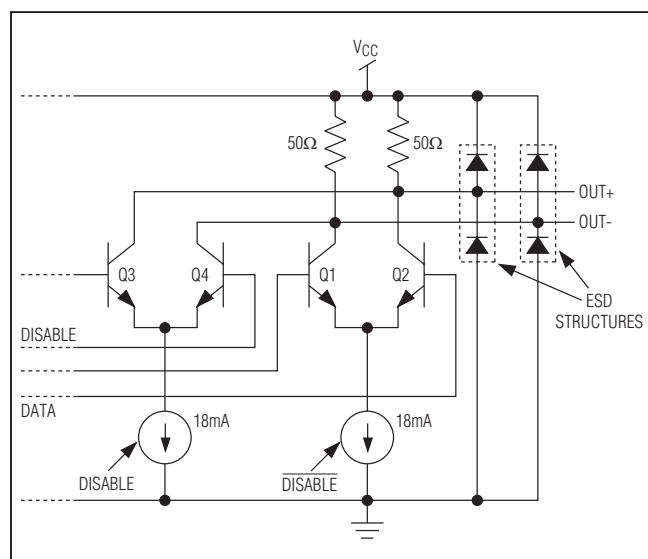 VCC
50Ω
50Ω
OUT+
OUT-
Q3
Q4
Q1
Q2
ESD
STRUCTURES
DISABLE
DATA
18mA
18mA
DISABLE
DISABLE